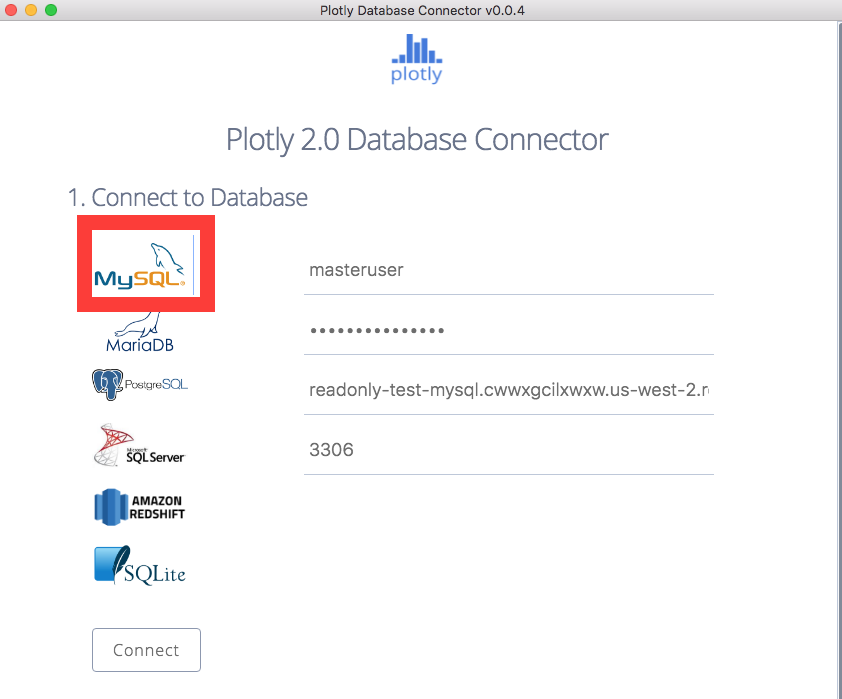 Plotly Database Connector v0.0.4
plotly
Plotly 2.0 Database Connector
1. Connect to Database
MySQL
MariaDB
PostgreSQL
Microsoft
SQL Server
AMAZON
REDSHIFT
SQLite
masteruser
•••••••••••••••
readonly-test-mysql.cwwxgcilxwxw.us-west-2.r
3306
Connect